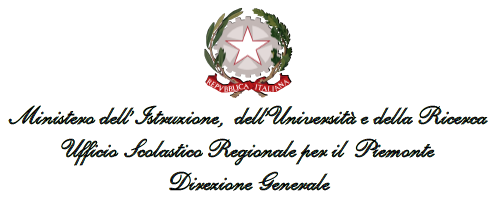 REPVBBLICA ITALIANA
Ministero dell'Istruzione, dell'Università e della Ricerca
Ufficio Scolastico Regionale per il Piemonte
Direzione Generale